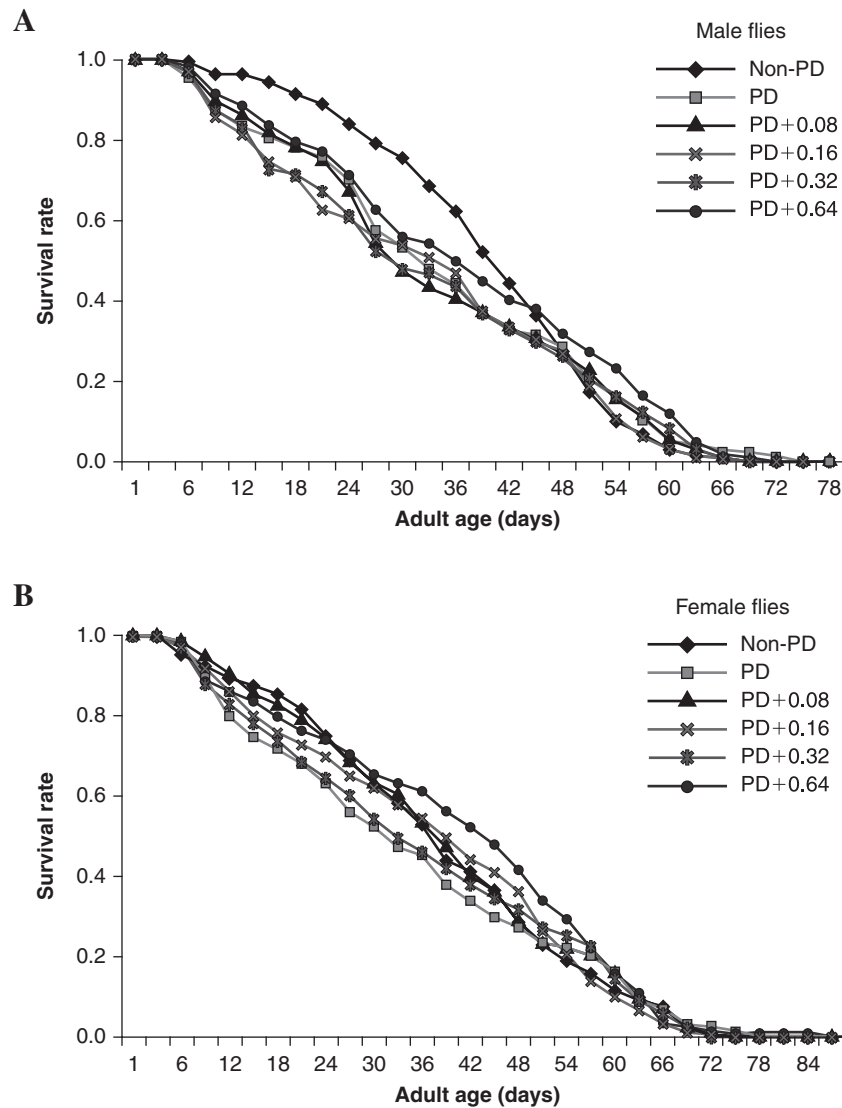 A
Male flies
Non-PD
PD
PD+0.08
PD+0.16
PD+0.32
PD+0.64
Survival rate
1.0
0.8
0.6
0.4
0.2
0.0
1 6 12 18 24 30 36 42 48 54 60 66 72 78
Adult age (days)
B
Female flies
Non-PD
PD
PD+0.08
PD+0.16
PD+0.32
PD+0.64
Survival rate
1.0
0.8
0.6
0.4
0.2
0.0
1 6 12 18 24 30 36 42 48 54 60 66 72 78 84
Adult age (days)